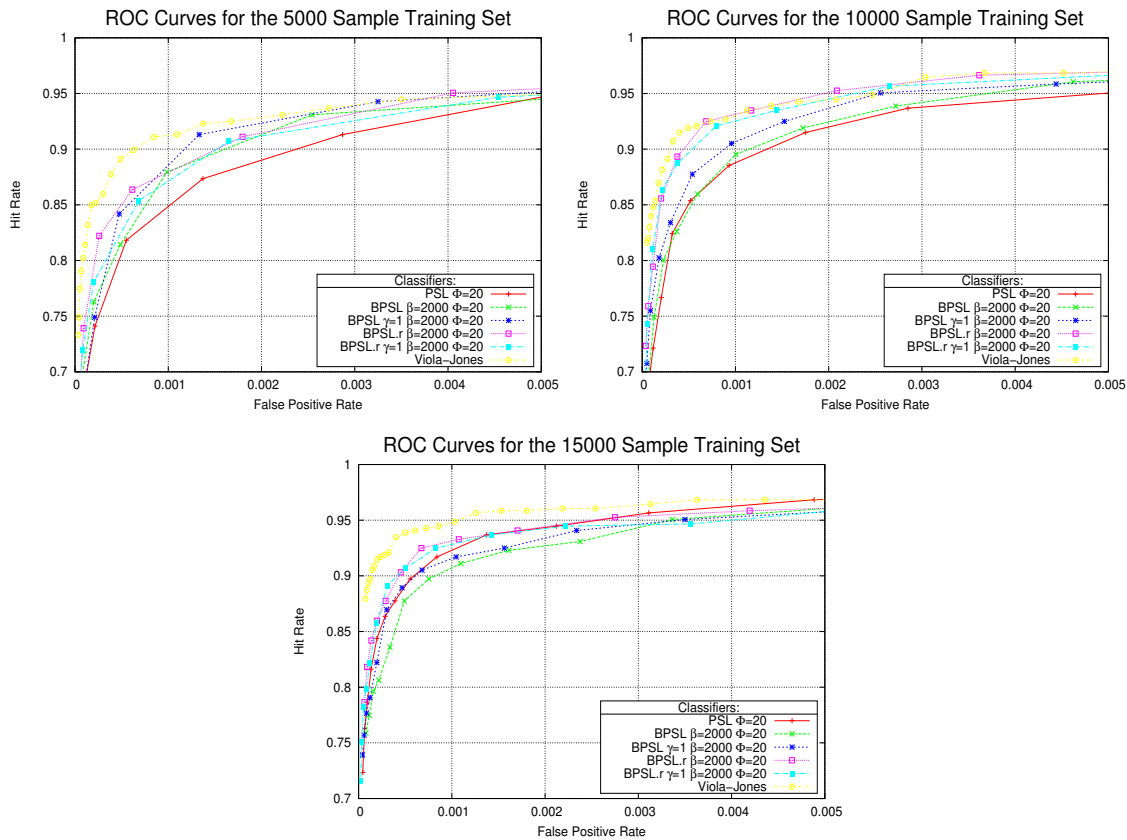 ROC Curves for the 5000 Sample Training Set
1
0.95
0.9
0.85
0.8
0.75
0.7
Hit Rate
0
0.001
0.002
0.003
0.004
0.005
False Positive Rate
Classifiers:
PSL Φ=20
BPSL β=2000 Φ=20
BPSL γ=1 β=2000 Φ=20
BPSL.r β=2000 Φ=20
BPSL.r γ=1 β=2000 Φ=20
Viola-Jones
ROC Curves for the 10000 Sample Training Set
1
0.95
0.9
0.85
0.8
0.75
0.7
Hit Rate
0
0.001
0.002
0.003
0.004
0.005
False Positive Rate
Classifiers:
PSL Φ=20
BPSL β=2000 Φ=20
BPSL γ=1 β=2000 Φ=20
BPSL.r β=2000 Φ=20
BPSL.r γ=1 β=2000 Φ=20
Viola-Jones
ROC Curves for the 15000 Sample Training Set
1
0.95
0.9
0.85
0.8
0.75
0.7
Hit Rate
0
0.001
0.002
0.003
0.004
0.005
False Positive Rate
Classifiers:
PSL Φ=20
BPSL β=2000 Φ=20
BPSL γ=1 β=2000 Φ=20
BPSL.r β=2000 Φ=20
BPSL.r γ=1 β=2000 Φ=20
Viola-Jones